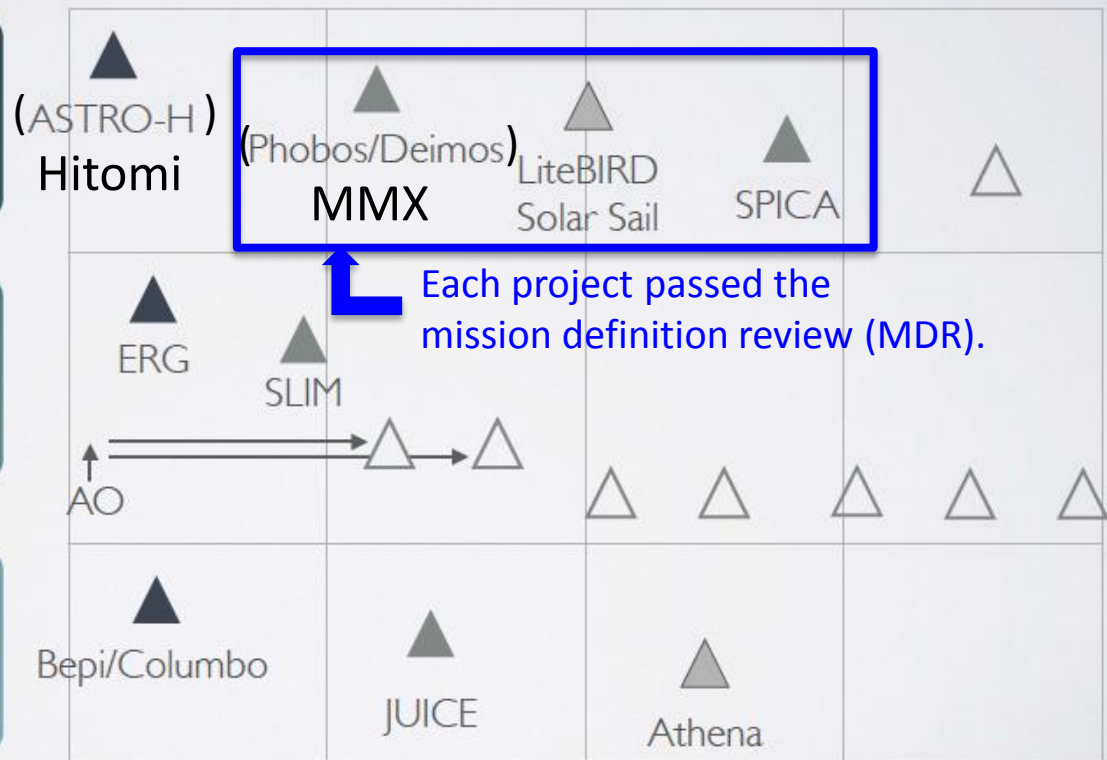 (ASTRO-H)
Hitomi
(Phobos/Deimos)
MMX
LiteBIRD
Solar Sail
SPICA
Each project passed the
mission definition review (MDR).
ERG
SLIM
AO
Bepi/Columbo
JUICE
Athena